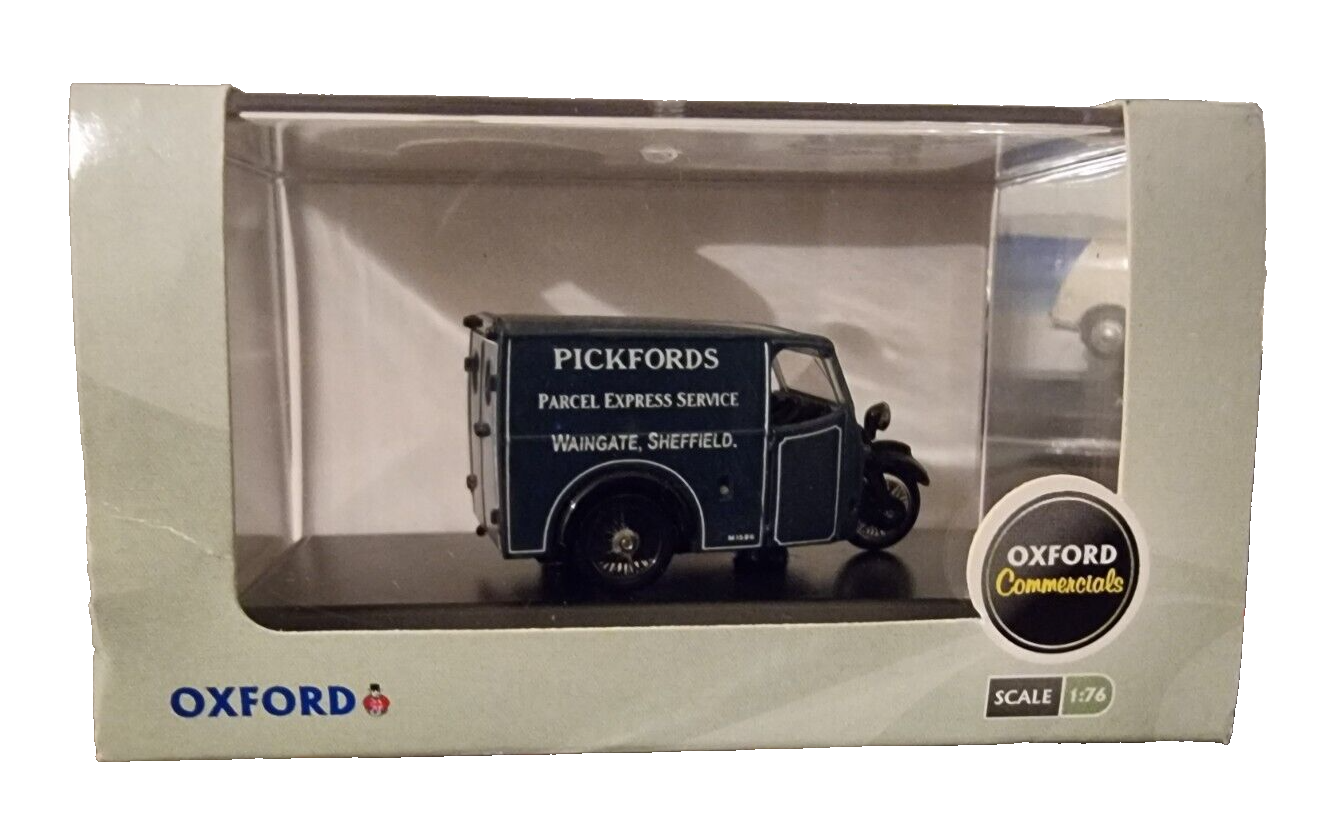 PICKFORDS
PARCEL EXPRESS SERVICE
WAINGATE, SHEFFIELD.
OXFORD
Commercials
OXFORD
SCALE 1:76